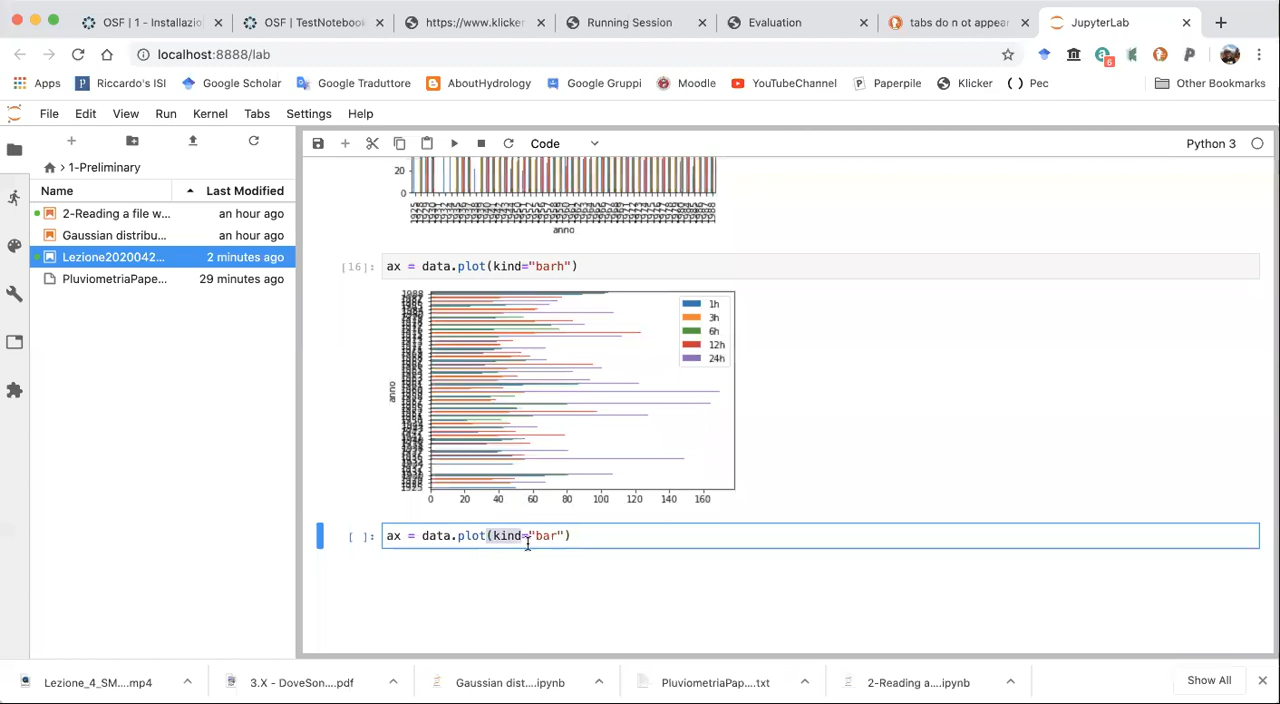 OSF | 1 - Installazio
OSF | TestNotebook
https://www.klicker
Running Session
Evaluation
tabs do n ot appear
JupyterLab
localhost:8888/lab
6
Apps
Riccardo's ISI
Google Scholar
Google Traduttore
AboutHydrology
Google Gruppi
Moodle
YouTubeChannel
Paperpile
Klicker
Pec
Other Bookmarks
File Edit View Run Kernel Tabs Settings Help
Code
Python 3
1-Preliminary
Name Last Modified
2-Reading a file w... an hour ago
Gaussian distribu... an hour ago
Lezione2020042... 2 minutes ago
PluviometriaPape... 29 minutes ago
20
0
anno
[16]: ax = data.plot(kind="barh")
1h
3h
6h
12h
24h
anno
0 20 40 60 80 100 120 140 160
[ ]: ax = data.plot(kind="bar")
Lezione_4_SM....mp4
3.X - DoveSon....pdf
Gaussian dist....ipynb
PluviometriaPap....txt
2-Reading a....ipynb
Show All